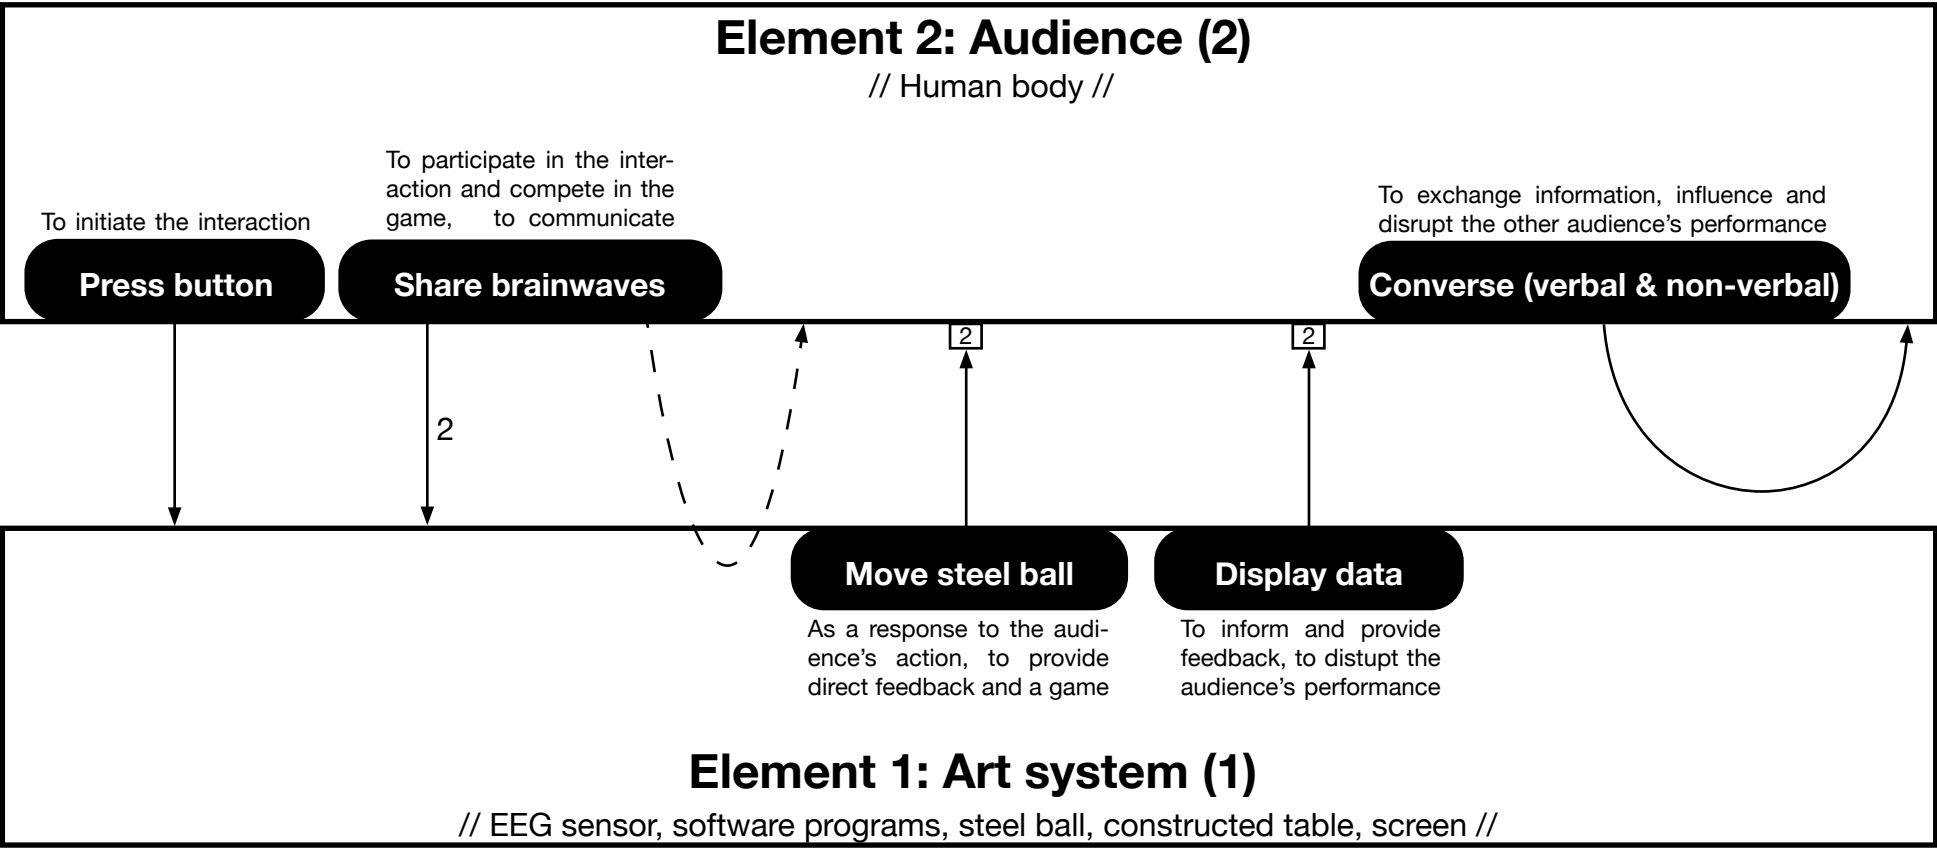 Element 2: Audience (2)
// Human body //
To initiate the interaction
Press button
To participate in the inter-
action and compete in the
game, to communicate
Share brainwaves
To exchange information, influence and
disrupt the other audience's performance
Converse (verbal & non-verbal)
2
2
2
Move steel ball
As a response to the audi-
ence's action, to provide
direct feedback and a game
Display data
To inform and provide
feedback, to distupt the
audience's performance
Element 1: Art system (1)
// EEG sensor, software programs, steel ball, constructed table, screen //